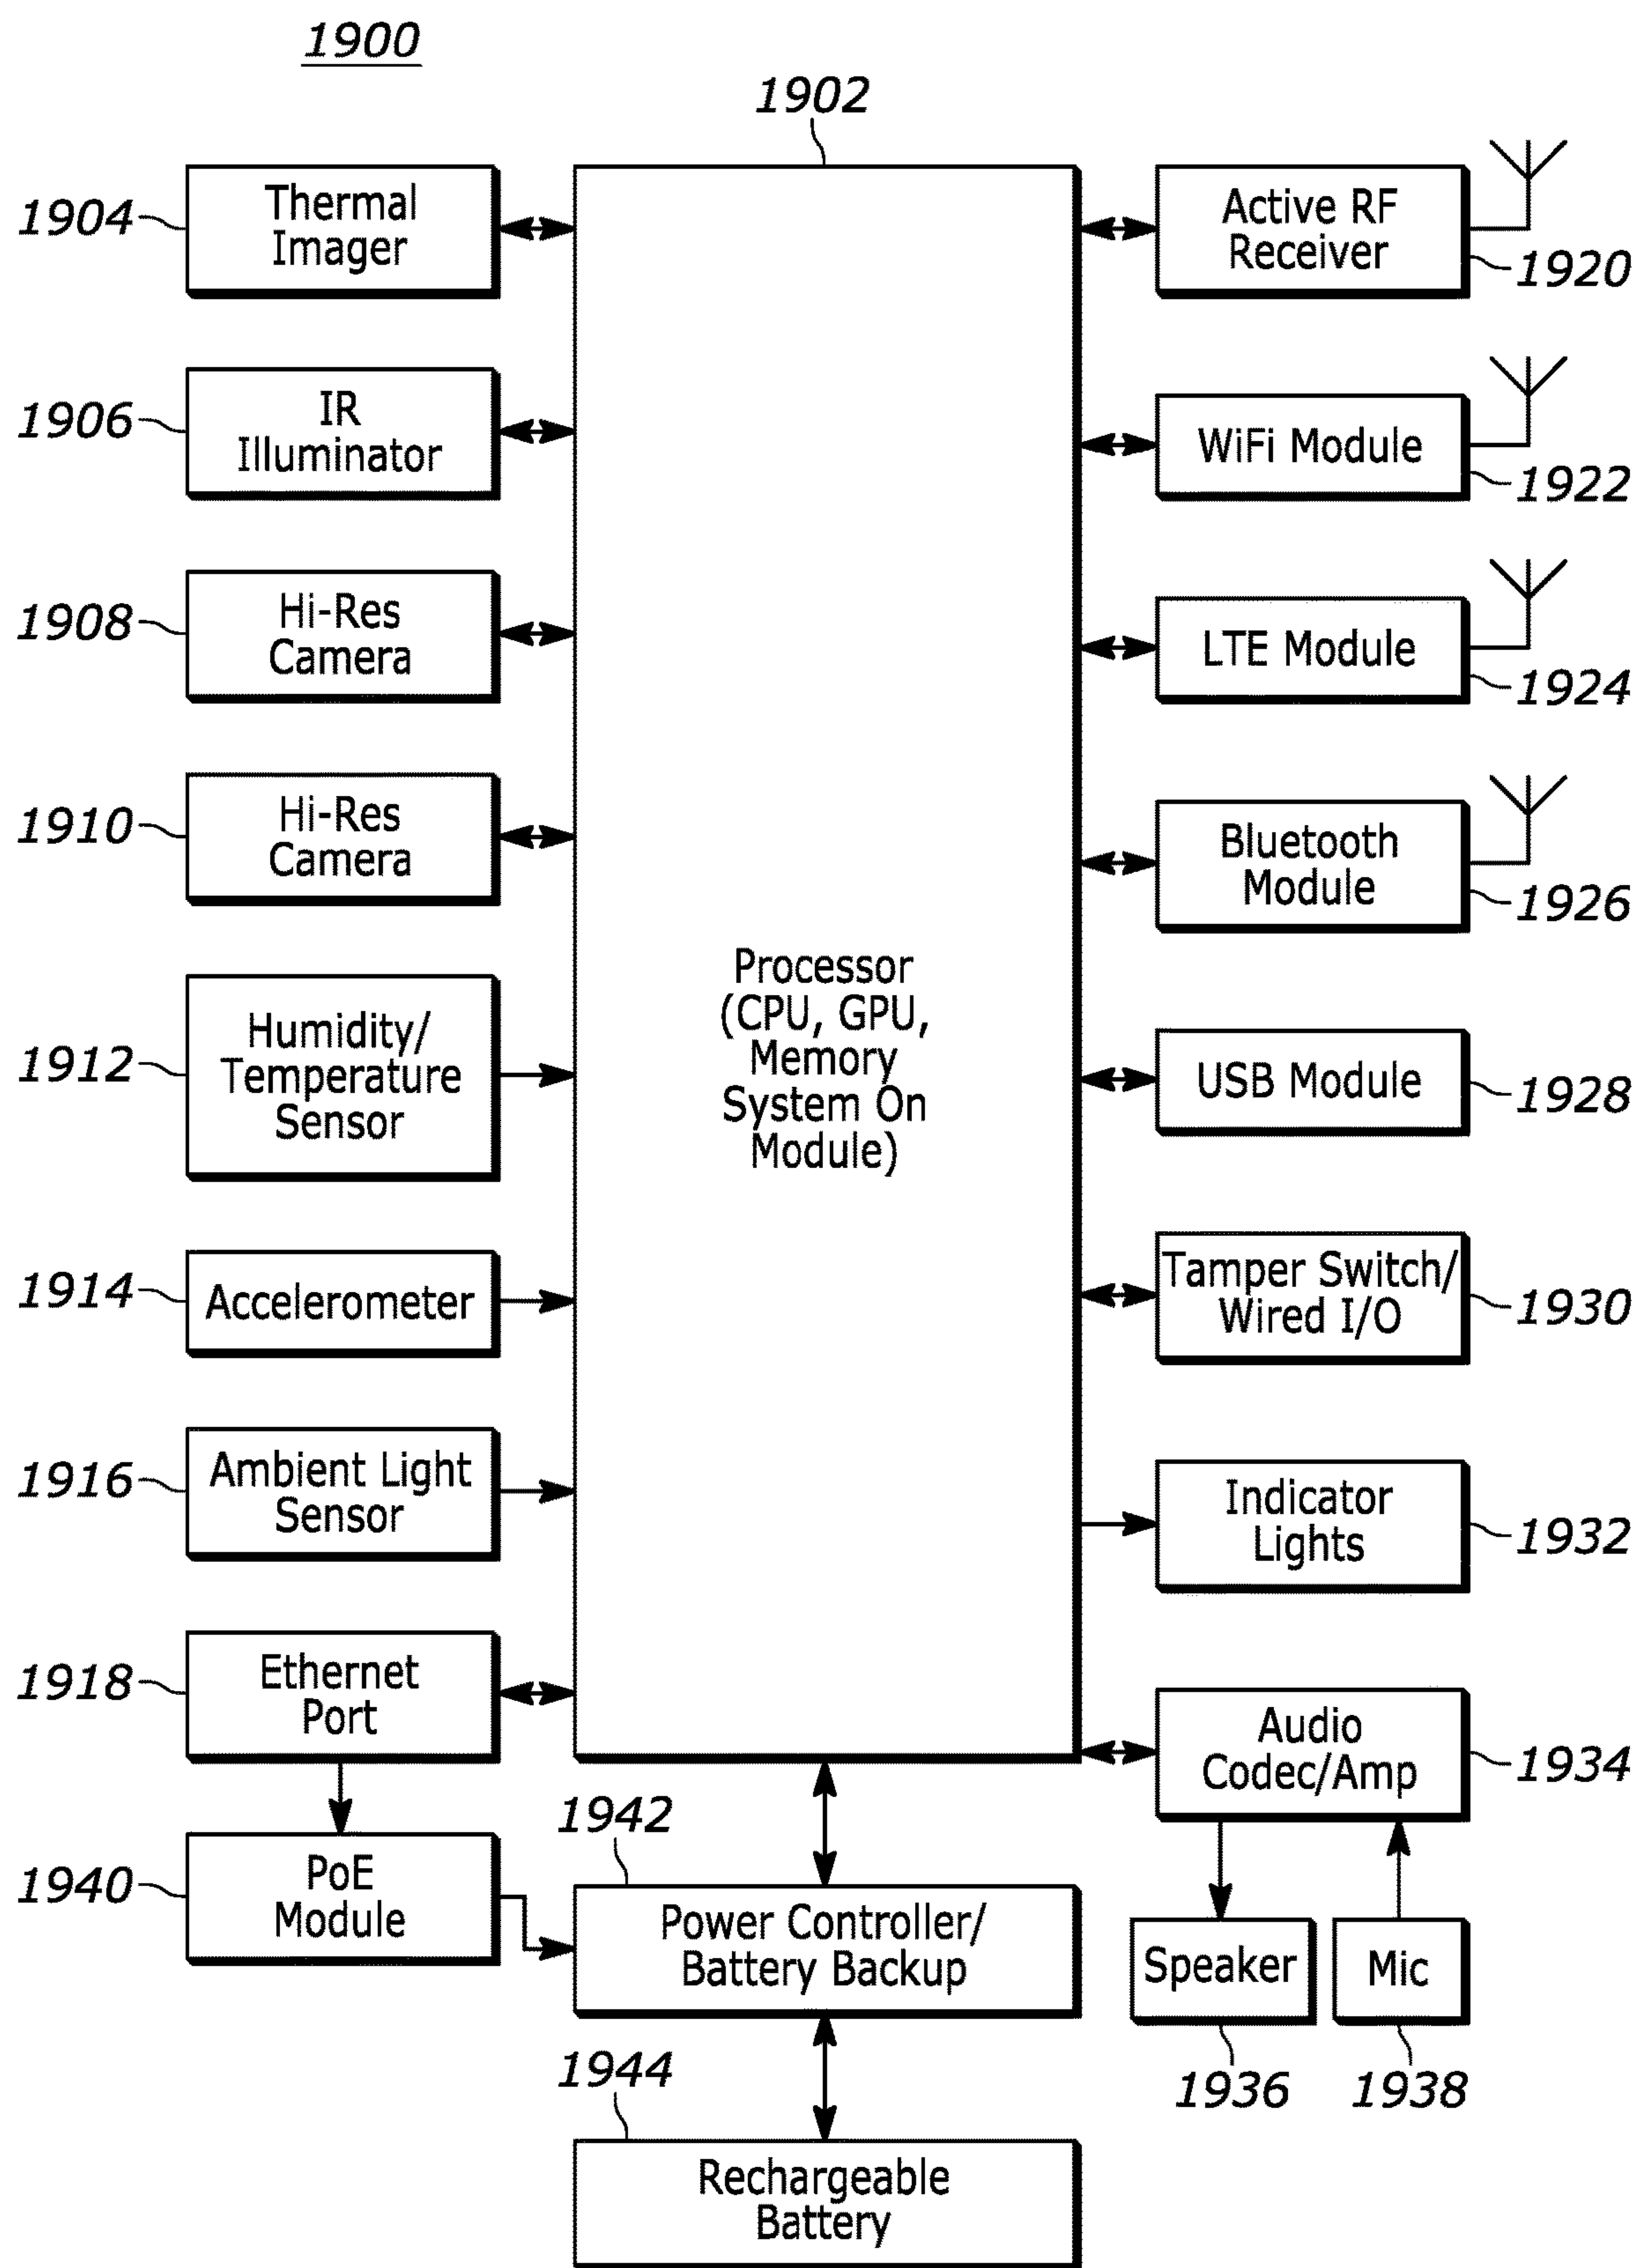 1900
1902
1904
Thermal
Imager
1906
IR
Illuminator
1908
Hi-Res
Camera
1910
Hi-Res
Camera
1912
Humidity/
Temperature
Sensor
1914
Accelerometer
1916
Ambient Light
Sensor
1918
Ethernet
Port
1940
PoE
Module
Processor
(CPU, GPU,
Memory
System On
Module)
1942
Power Controller/
Battery Backup
1944
Rechargeable
Battery
Active RF
Receiver
1920
WiFi Module
1922
LTE Module
1924
Bluetooth
Module
1926
USB Module
1928
Tamper Switch/
Wired I/O
1930
Indicator
Lights
1932
Audio
Codec/Amp
1934
Speaker
1936
Mic
1938